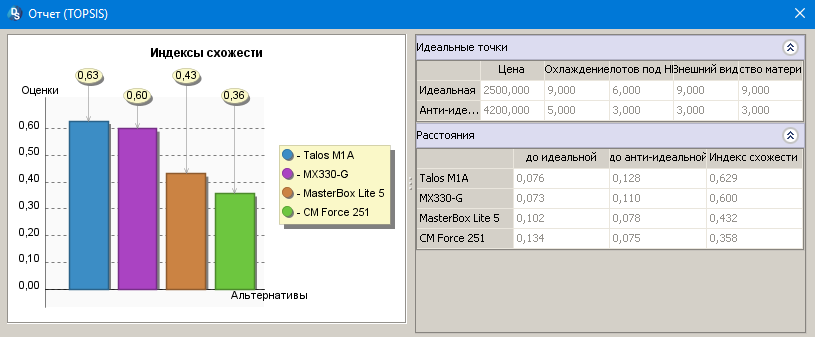 Отчет (TOPSIS)
Индексы схожести
0,63 0,60 0,43 0,36
Оценки
0,60
0,50
0,40
0,30
0,20
0,10
0,00
Альтернативы
- Talos M1A
- MX330-G
- MasterBox Lite 5
- CM Force 251
Идеальные точки
Цена Охлаждение лотов под Н Внешний вид ство матери
Идеальная 2500,000 9,000 6,000 9,000 9,000
Анти-иде... 4200,000 5,000 3,000 3,000 3,000
Расстояния
до идеальной до анти-идеальной Индекс схожести
Talos M1A 0,076 0,128 0,629
MX330-G 0,073 0,110 0,600
MasterBox Lite 5 0,102 0,078 0,432
CM Force 251 0,134 0,075 0,358